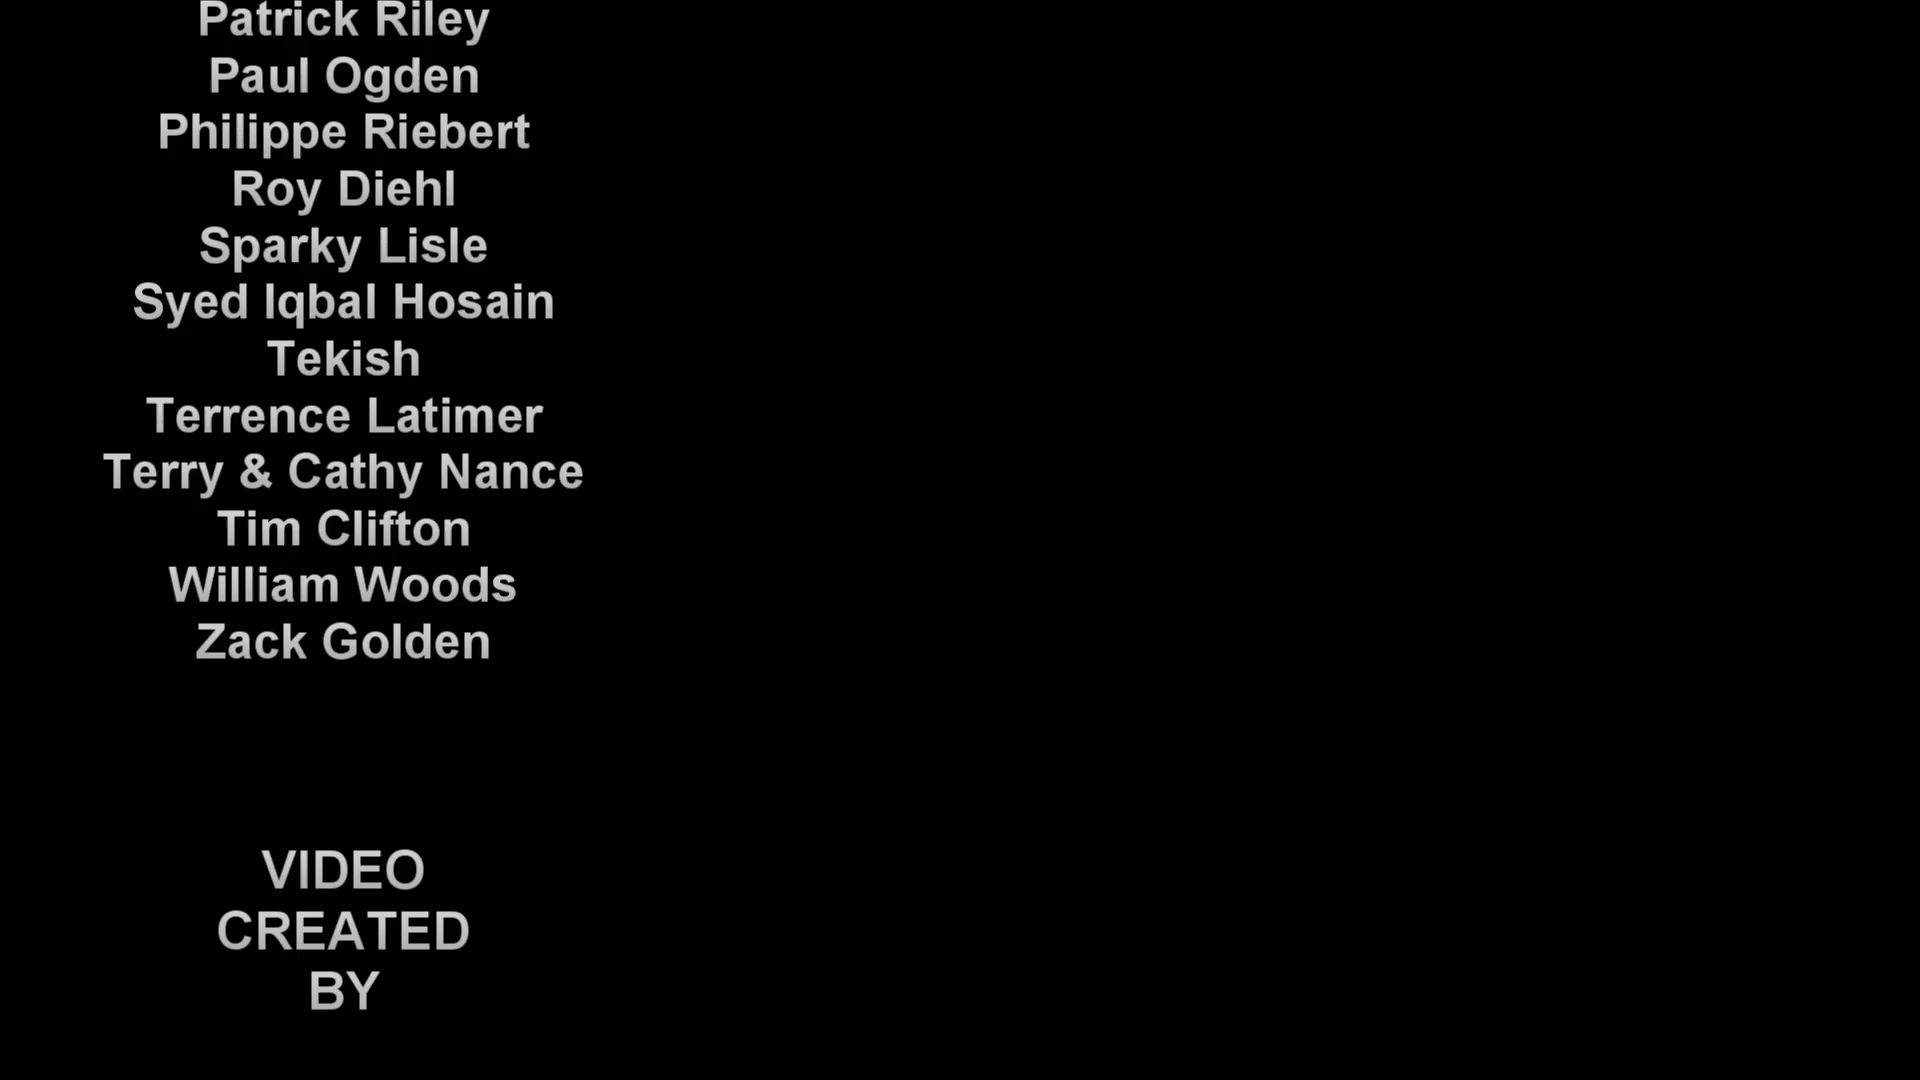 Patrick Riley
Paul Ogden
Philippe Riebert
Roy Diehl
Sparky Lisle
Syed Iqbal Hosain
Tekish
Terrence Latimer
Terry & Cathy Nance
Tim Clifton
William Woods
Zack Golden
VIDEO
CREATED
BY